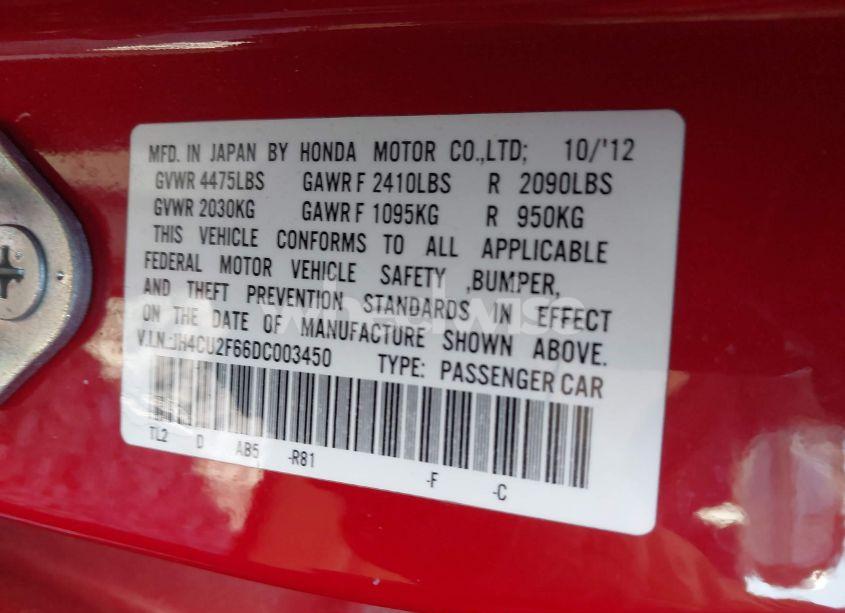 MFD. IN JAPAN BY HONDA MOTOR CO.,LTD; 10/'12
GVWR 4475LBS GAWR F 2410LBS R 2090LBS
GVWR 2030KG GAWR F 1095KG R 950KG
THIS VEHICLE CONFORMS TO ALL APPLICABLE
FEDERAL MOTOR VEHICLE SAFETY ,BUMPER,
AND THEFT PREVENTION STANDARDS IN EFFECT
ON THE DATE OF MANUFACTURE SHOWN ABOVE.
V.I.N.:JH4CU2F66DC003450 TYPE: PASSENGER CAR
TL2 D AB5 -R81 -F -C
wheelwise